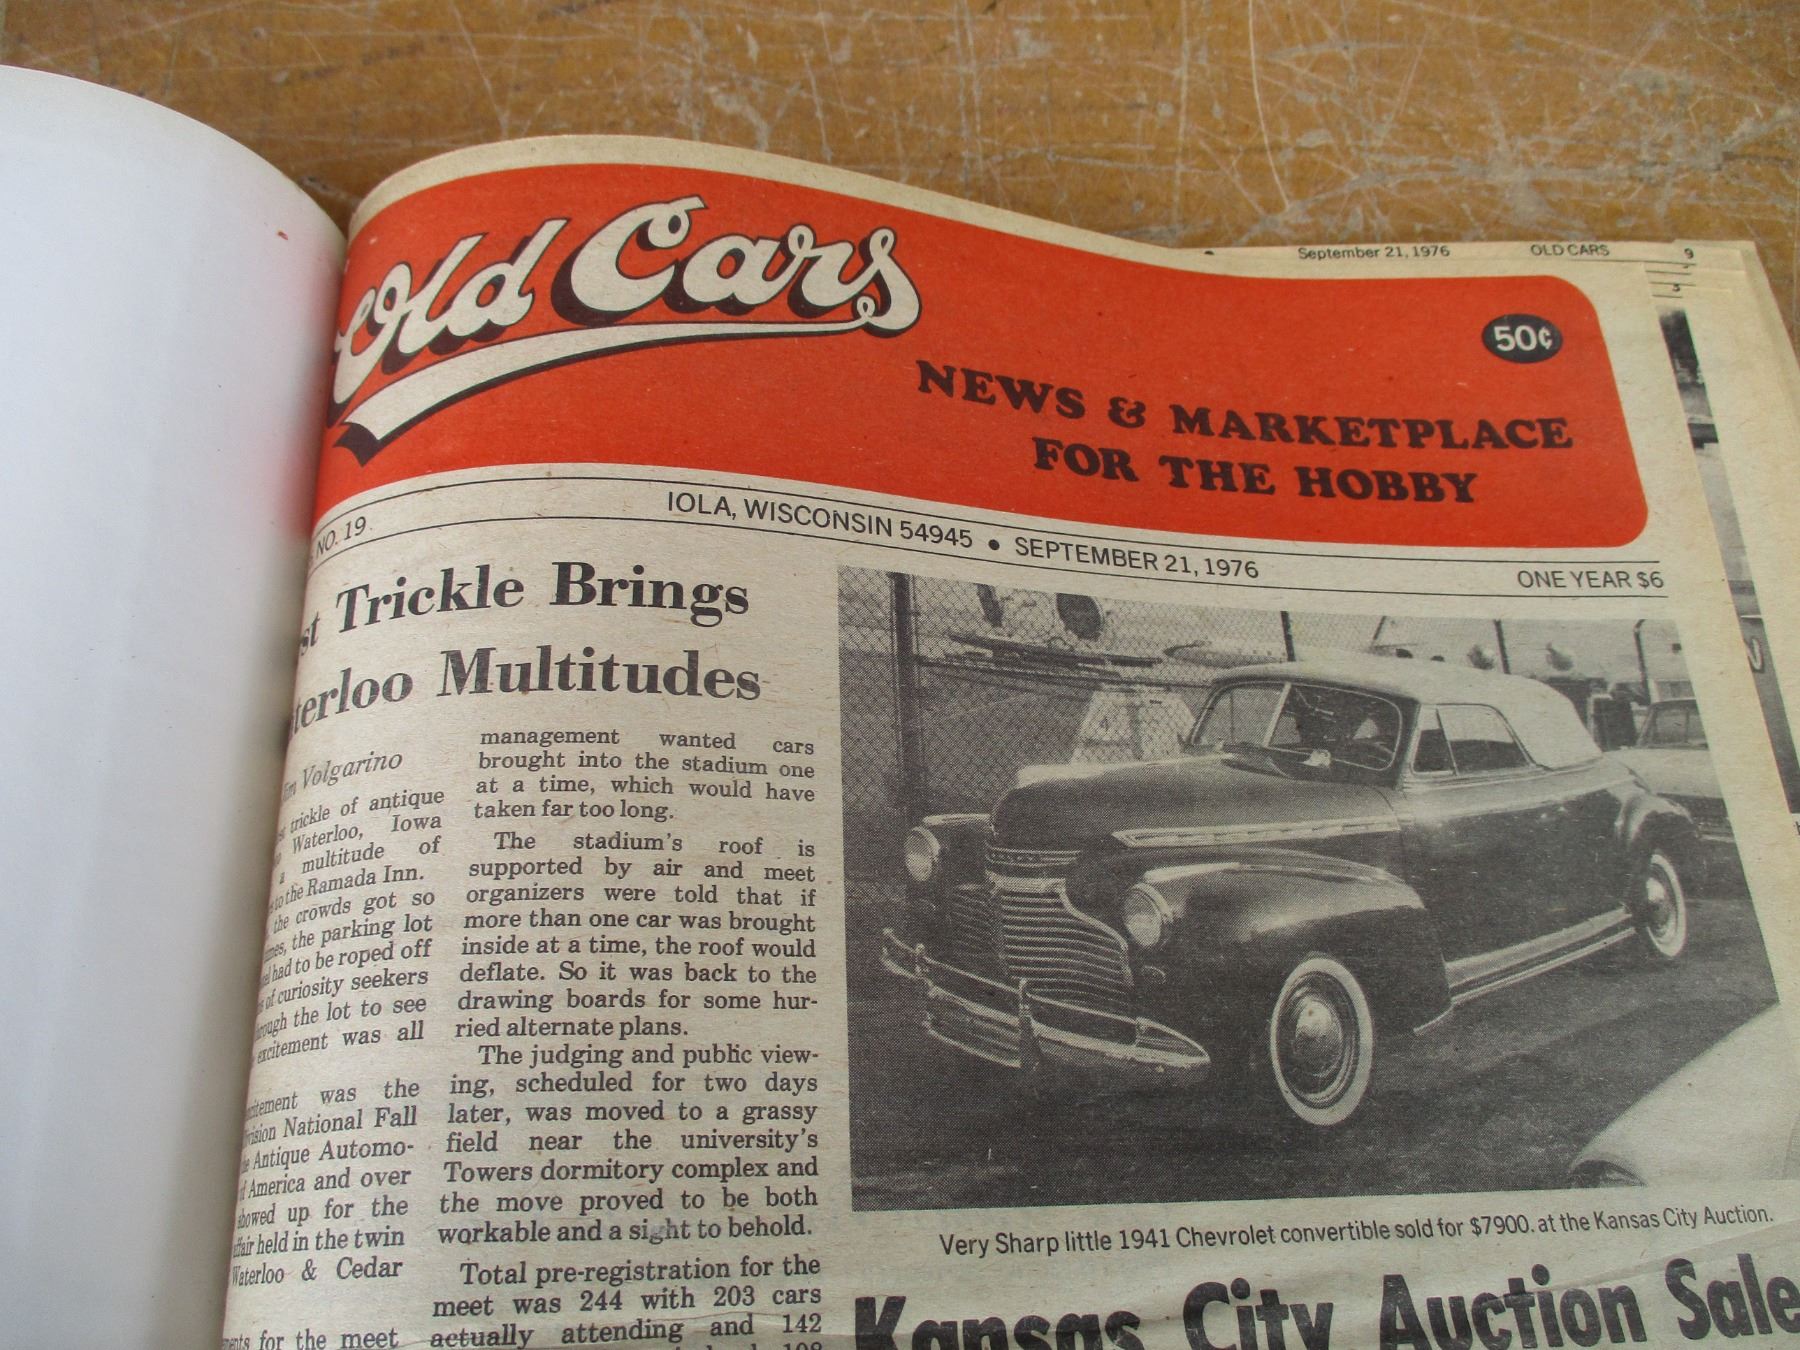 Old Cars
September 21, 1976 OLD CARS 9
50¢
NEWS & MARKETPLACE
FOR THE HOBBY
NO. 19
IOLA, WISCONSIN 54945 • SEPTEMBER 21, 1976
ONE YEAR $6
Trickle Brings
Multitudes
Volgarino
trickle of antique
Waterloo, Iowa
a multitude of
to the Ramada Inn.
the crowds got so
the parking lot
had to be roped off
of curiosity seekers
the lot to see
excitement was all
was the
National Fall
Antique Automo-
America and over
up for the
held in the twin
Waterloo & Cedar
for the meet
management wanted cars
brought into the stadium one
at a time, which would have
taken far too long.
The stadium's roof is
supported by air and meet
organizers were told that if
more than one car was brought
inside at a time, the roof would
deflate. So it was back to the
drawing boards for some hur-
ried alternate plans.
The judging and public view-
ing, scheduled for two days
later, was moved to a grassy
field near the university's
Towers dormitory complex and
the move proved to be both
workable and a sight to behold.
Total pre-registration for the
meet was 244 with 203 cars
actually attending and 142
4
Very Sharp little 1941 Chevrolet convertible sold for $7900. at the Kansas City Auction.
Kansas City Auction Sale